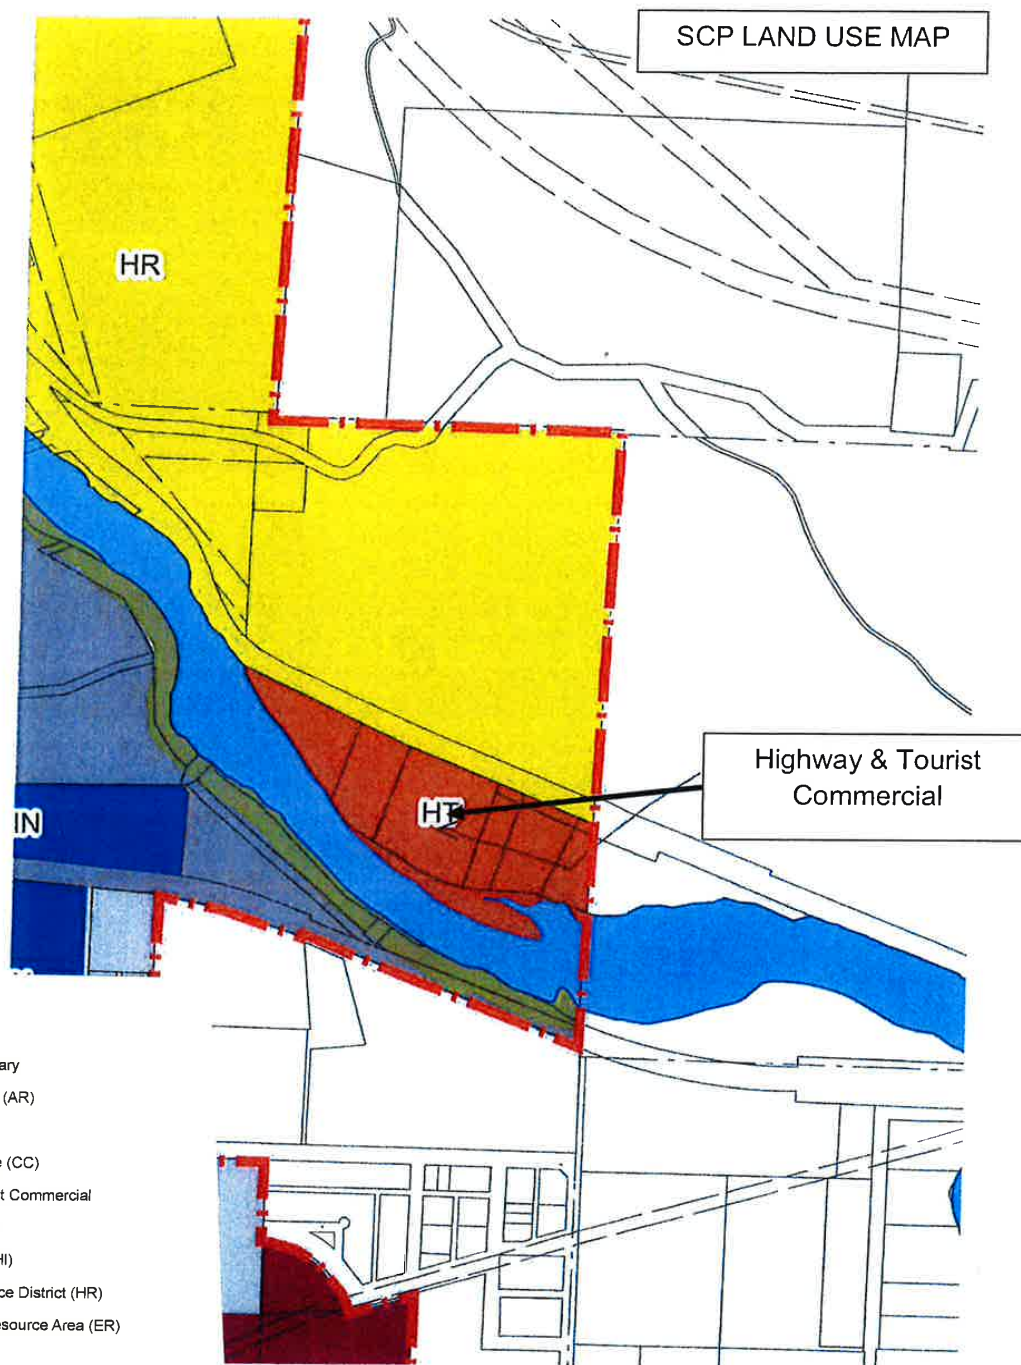 SCP LAND USE MAP
HR
Highway & Tourist
Commercial
HT
IN
ary
(AR)
(CC)
t Commercial
HI)
ce District (HR)
esource Area (ER)